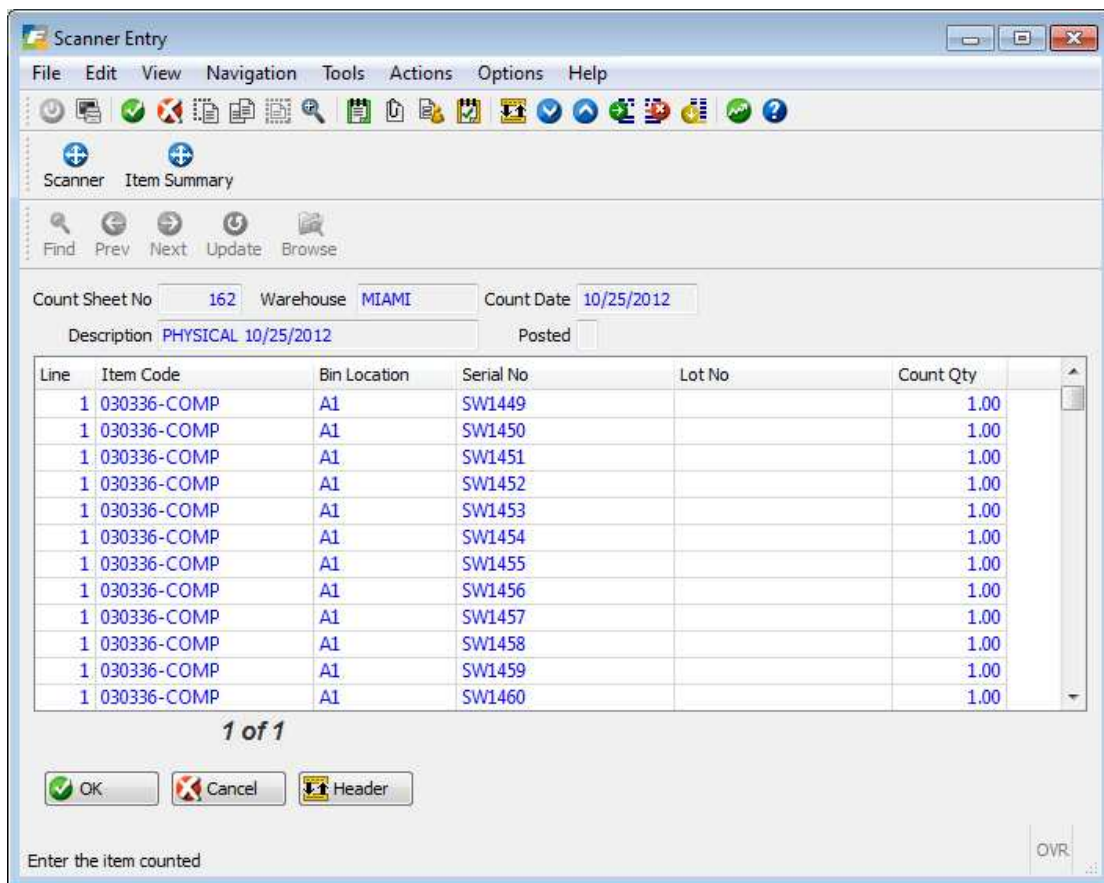 Scanner Entry
File Edit View Navigation Tools Actions Options Help
Scanner Item Summary
Find Prev Next Update Browse
Count Sheet No 162 Warehouse MIAMI Count Date 10/25/2012
Description PHYSICAL 10/25/2012 Posted
Line Item Code Bin Location Serial No Lot No Count Qty
1 030336-COMP A1 SW1449 1.00
1 030336-COMP A1 SW1450 1.00
1 030336-COMP A1 SW1451 1.00
1 030336-COMP A1 SW1452 1.00
1 030336-COMP A1 SW1453 1.00
1 030336-COMP A1 SW1454 1.00
1 030336-COMP A1 SW1455 1.00
1 030336-COMP A1 SW1456 1.00
1 030336-COMP A1 SW1457 1.00
1 030336-COMP A1 SW1458 1.00
1 030336-COMP A1 SW1459 1.00
1 030336-COMP A1 SW1460 1.00
1 of 1
OK Cancel Header
Enter the item counted OVR